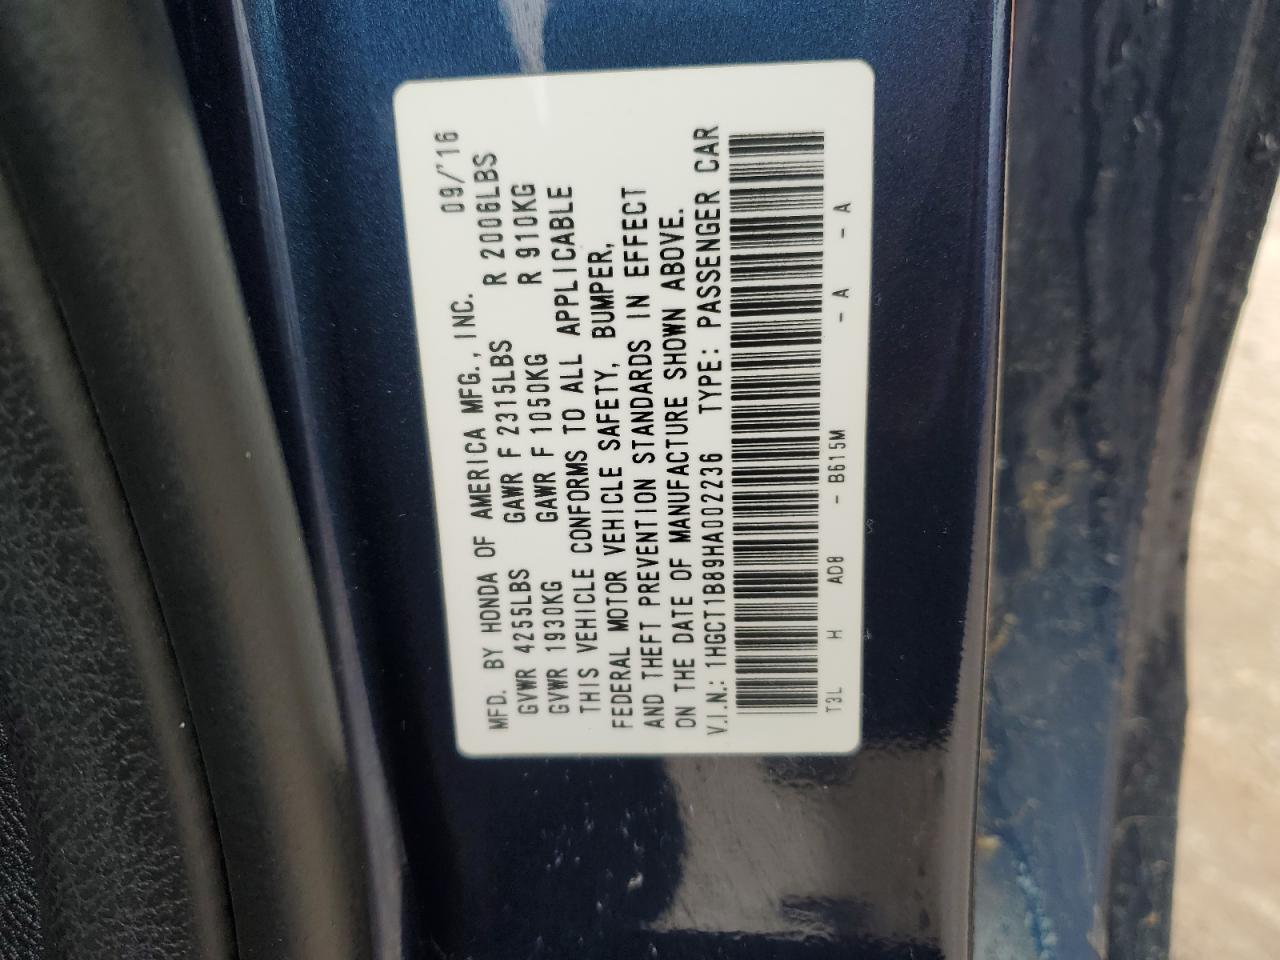 MFD. BY HONDA OF AMERICA MFG., INC. 09/'16
GVWR 4255LBS GAWR F 2315LBS R 2006LBS
GVWR 1930KG GAWR F 1050KG R 910KG
THIS VEHICLE CONFORMS TO ALL APPLICABLE
FEDERAL MOTOR VEHICLE SAFETY, BUMPER,
AND THEFT PREVENTION STANDARDS IN EFFECT
ON THE DATE OF MANUFACTURE SHOWN ABOVE.
V.I.N.: 1HGCT1B89HA002236 TYPE: PASSENGER CAR
T3L H AD8 - B615M - A - A